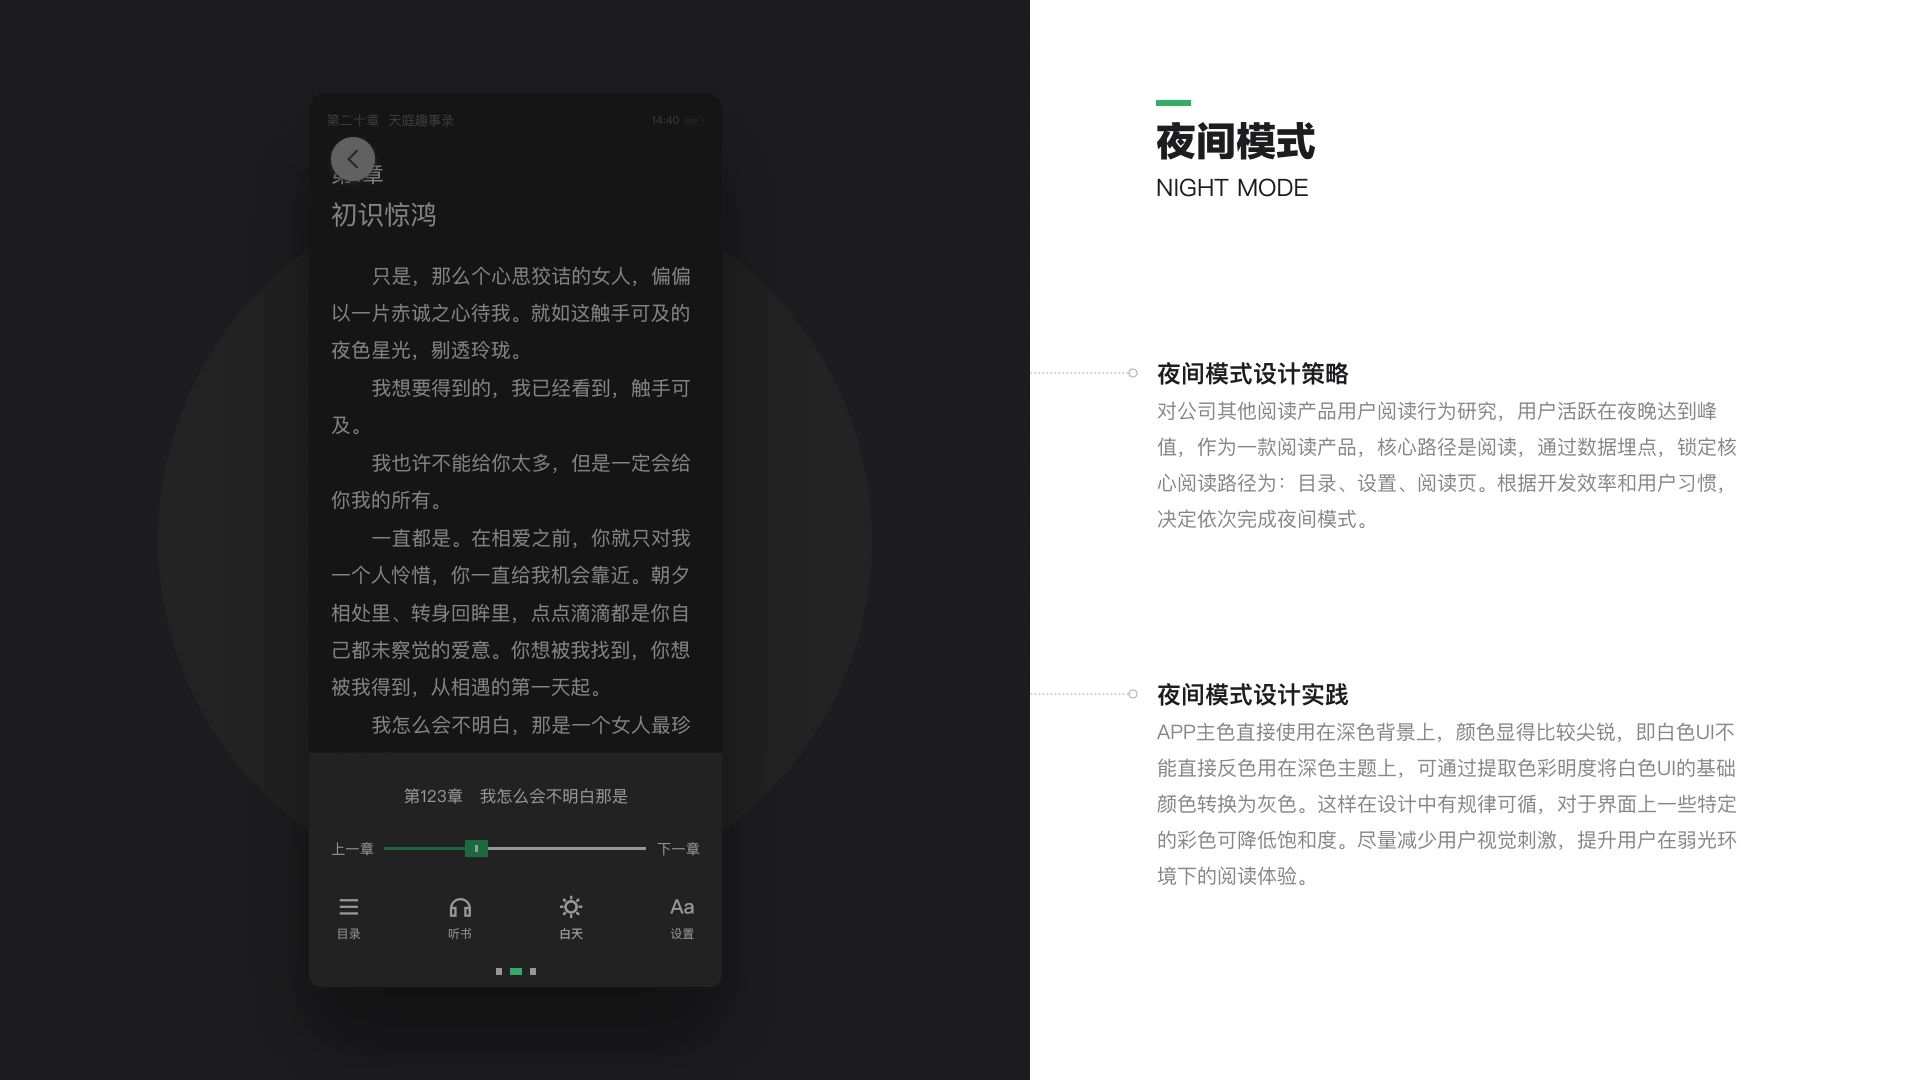 第二十章 天庭趣事录
14:40
章
初识惊鸿
只是，那么个心思狡诘的女人，偏偏
以一片赤诚之心待我。就如这触手可及的
夜色星光，剔透玲珑。
我想要得到的，我已经看到，触手可
及。
我也许不能给你太多，但是一定会给
你我的所有。
一直都是。在相爱之前，你就只对我
一个人怜惜，你一直给我机会靠近。朝夕
相处里、转身回眸里，点点滴滴都是你自
己都未察觉的爱意。你想被我找到，你想
被我得到，从相遇的第一天起。
我怎么会不明白，那是一个女人最珍
第123章 我怎么会不明白那是
上一章
下一章
目录
听书
白天
Aa
设置
夜间模式
NIGHT MODE
夜间模式设计策略
对公司其他阅读产品用户阅读行为研究，用户活跃在夜晚达到峰
值，作为一款阅读产品，核心路径是阅读，通过数据埋点，锁定核
心阅读路径为：目录、设置、阅读页。根据开发效率和用户习惯，
决定依次完成夜间模式。
夜间模式设计实践
APP主色直接使用在深色背景上，颜色显得比较尖锐，即白色UI不
能直接反色用在深色主题上，可通过提取色彩明度将白色UI的基础
颜色转换为灰色。这样在设计中有规律可循，对于界面上一些特定
的彩色可降低饱和度。尽量减少用户视觉刺激，提升用户在弱光环
境下的阅读体验。